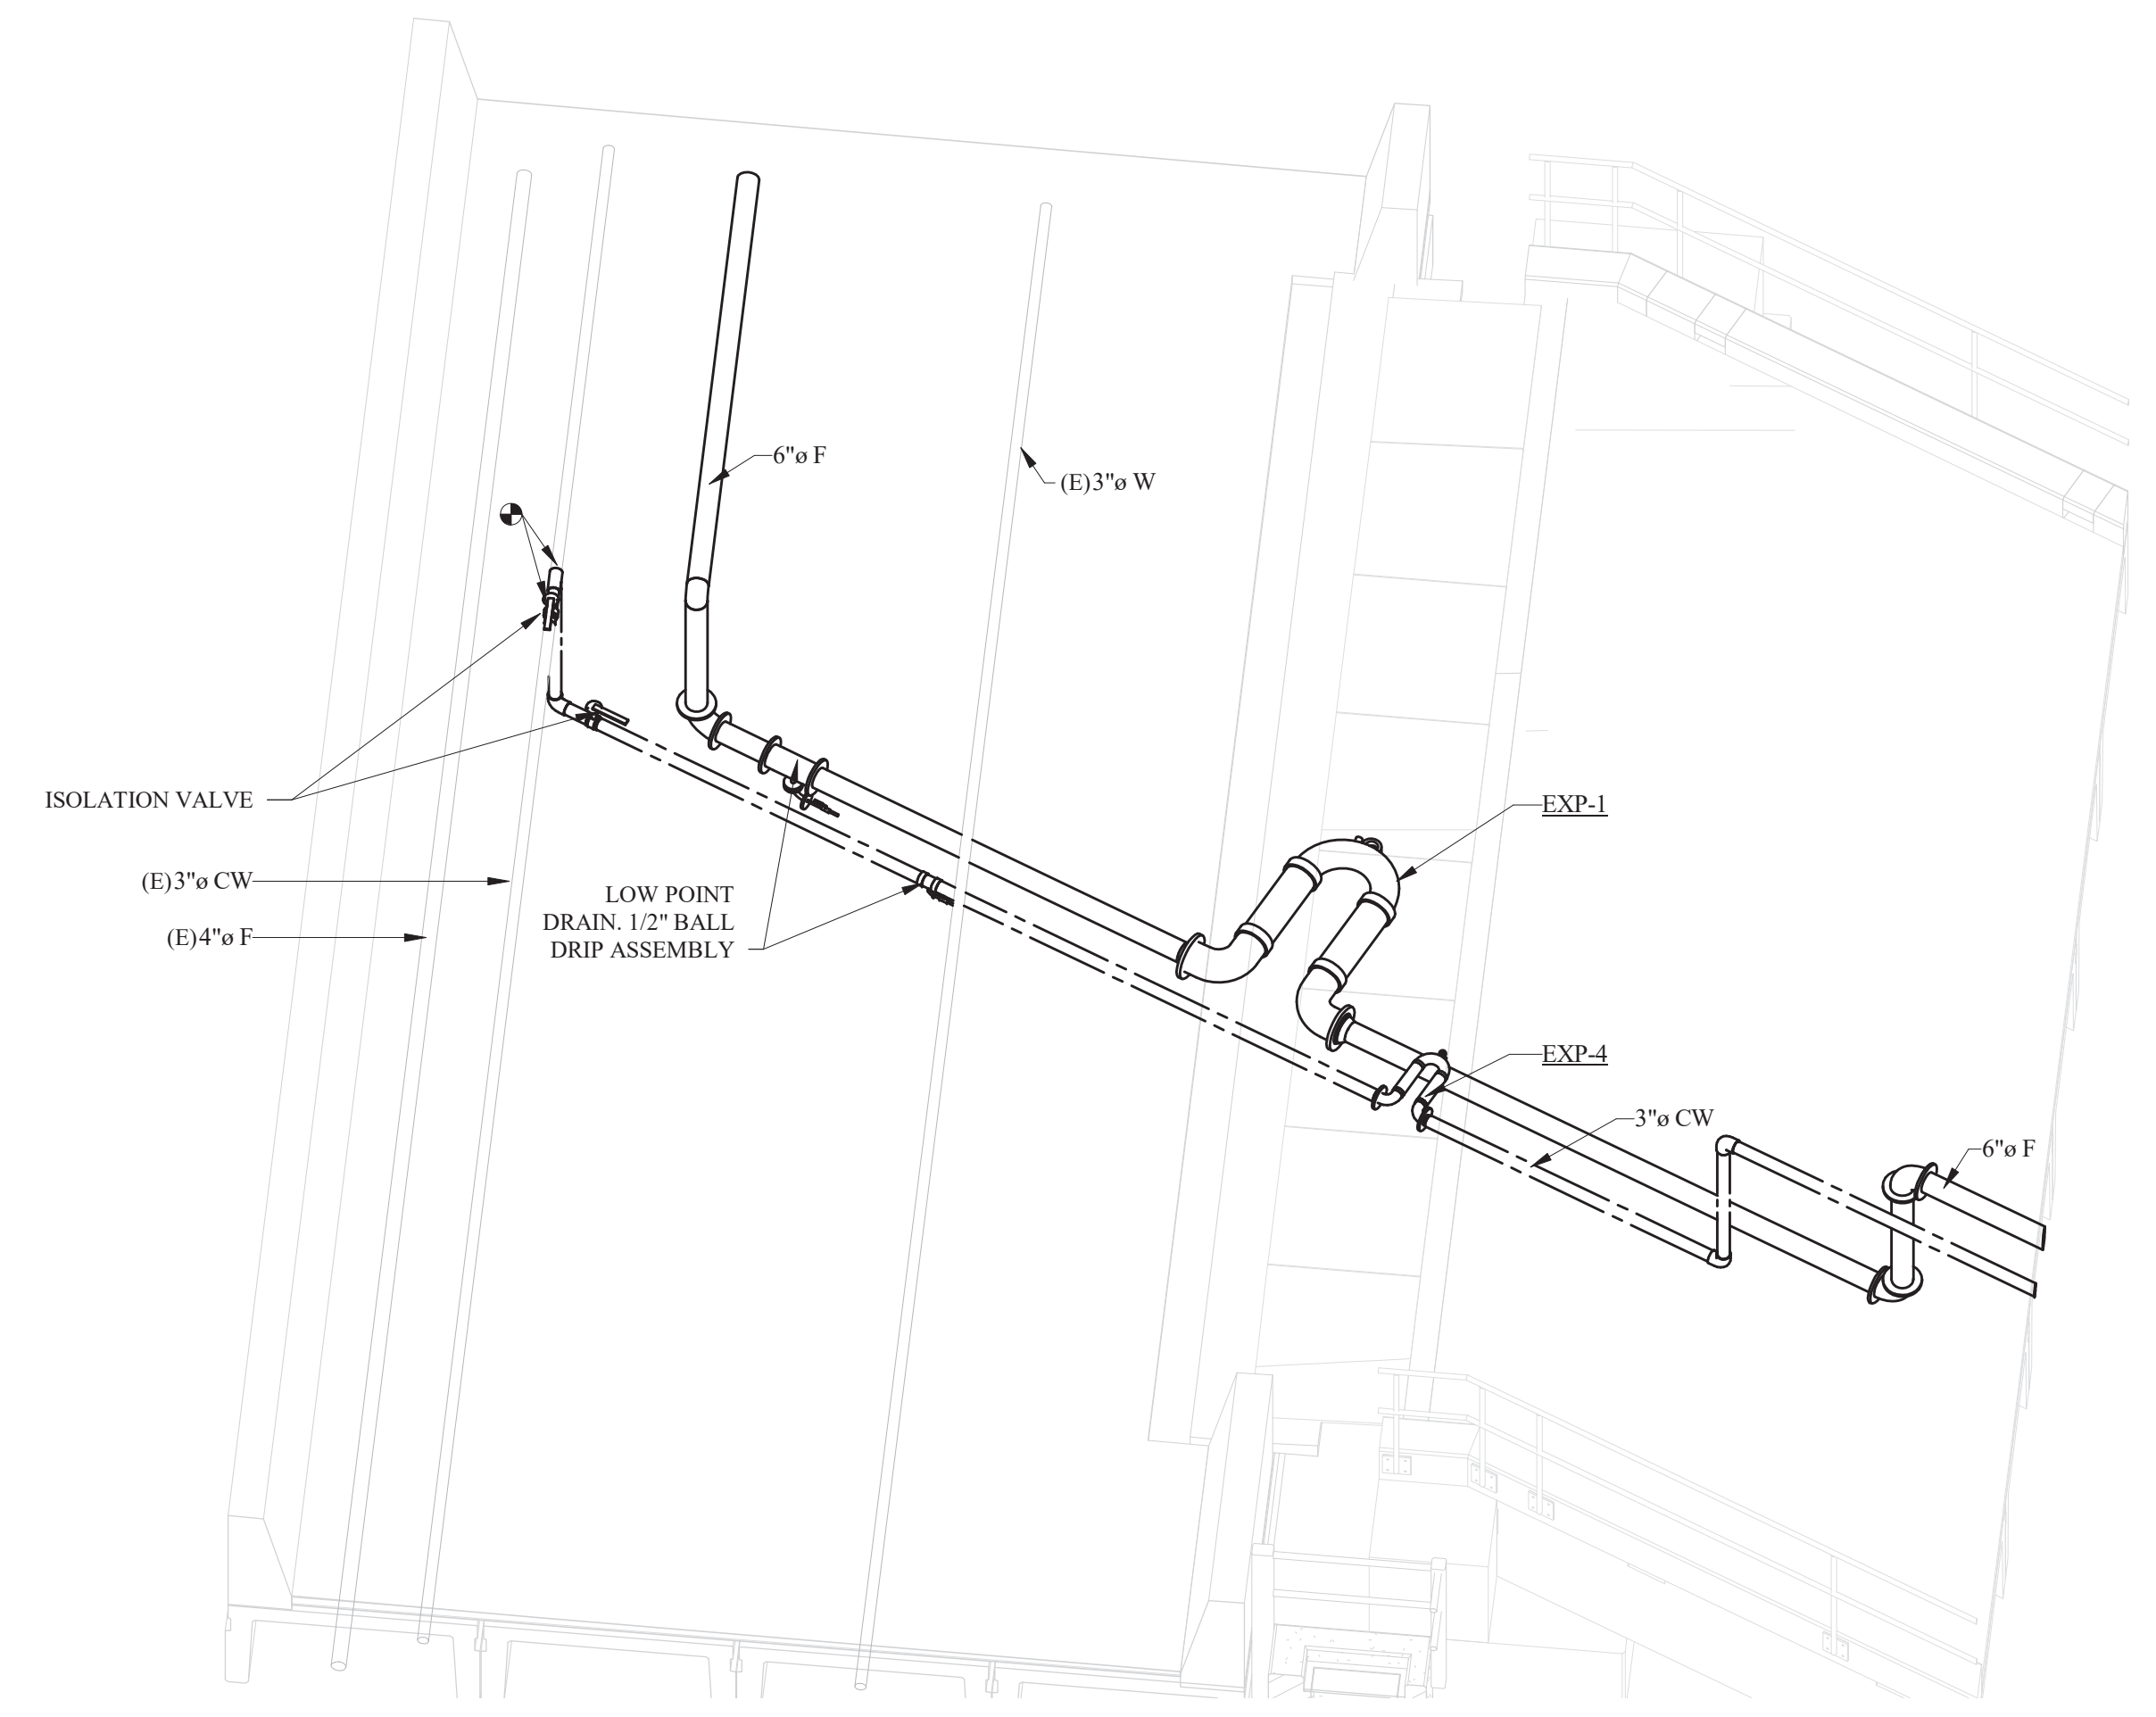 6"ø F
(E)3"ø W
ISOLATION VALVE
EXP-1
(E)3"ø CW
LOW POINT
DRAIN. 1/2" BALL
DRIP ASSEMBLY
(E)4"ø F
EXP-4
3"ø CW
6"ø F